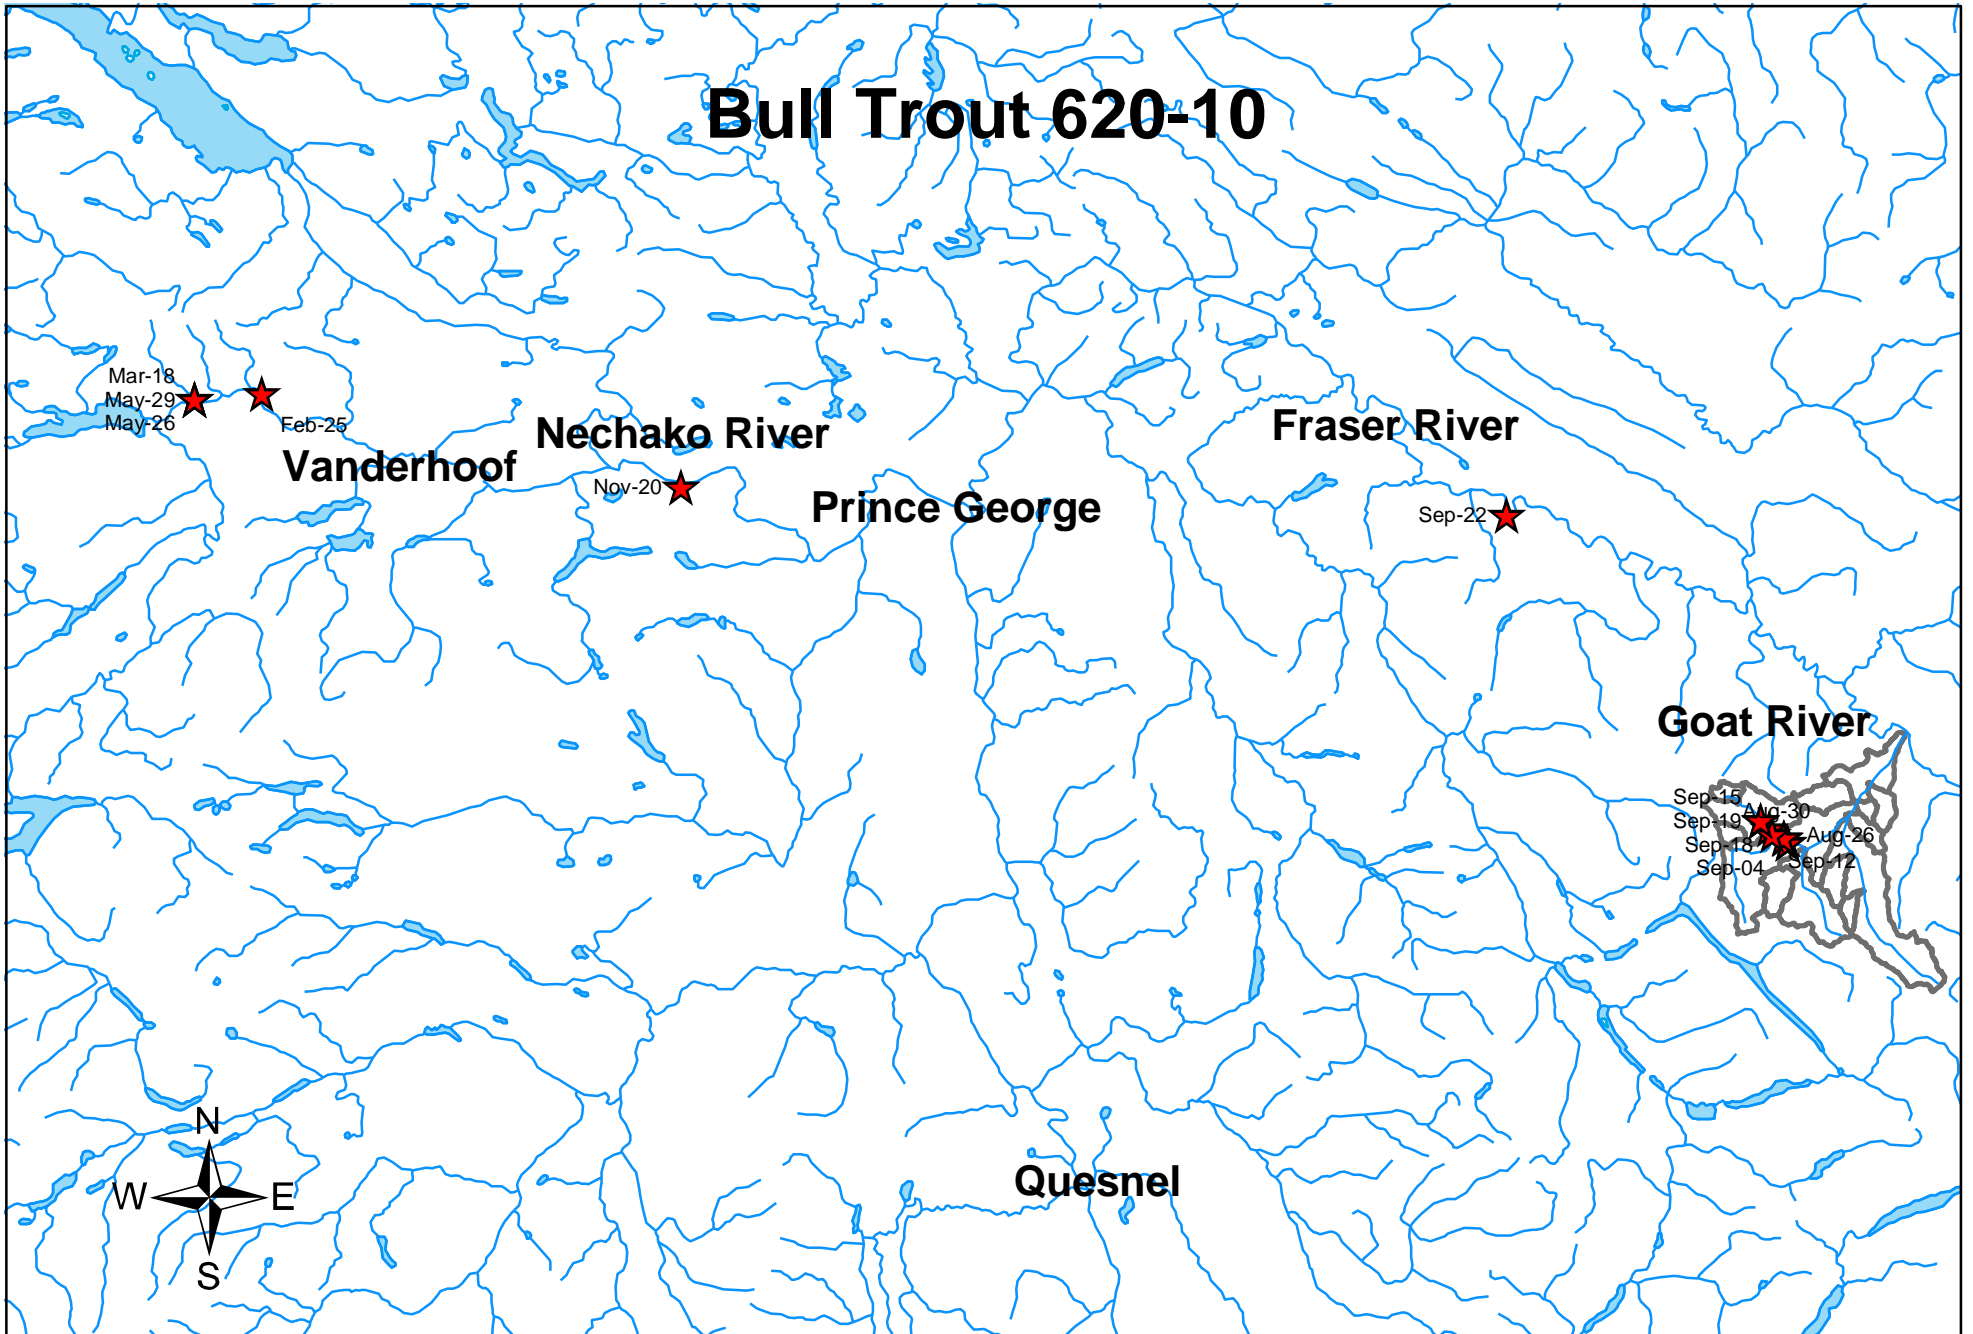 Bull Trout 620-10
Mar-18
May-29
May-26
Feb-25
Vanderhoof
Nechako River
Nov-20
Prince George
Fraser River
Sep-22
Goat River
Sep-15
Aug-30
Sep-19
Aug-26
Sep-18
Sep-12
Sep-04
Quesnel
N
W
E
S